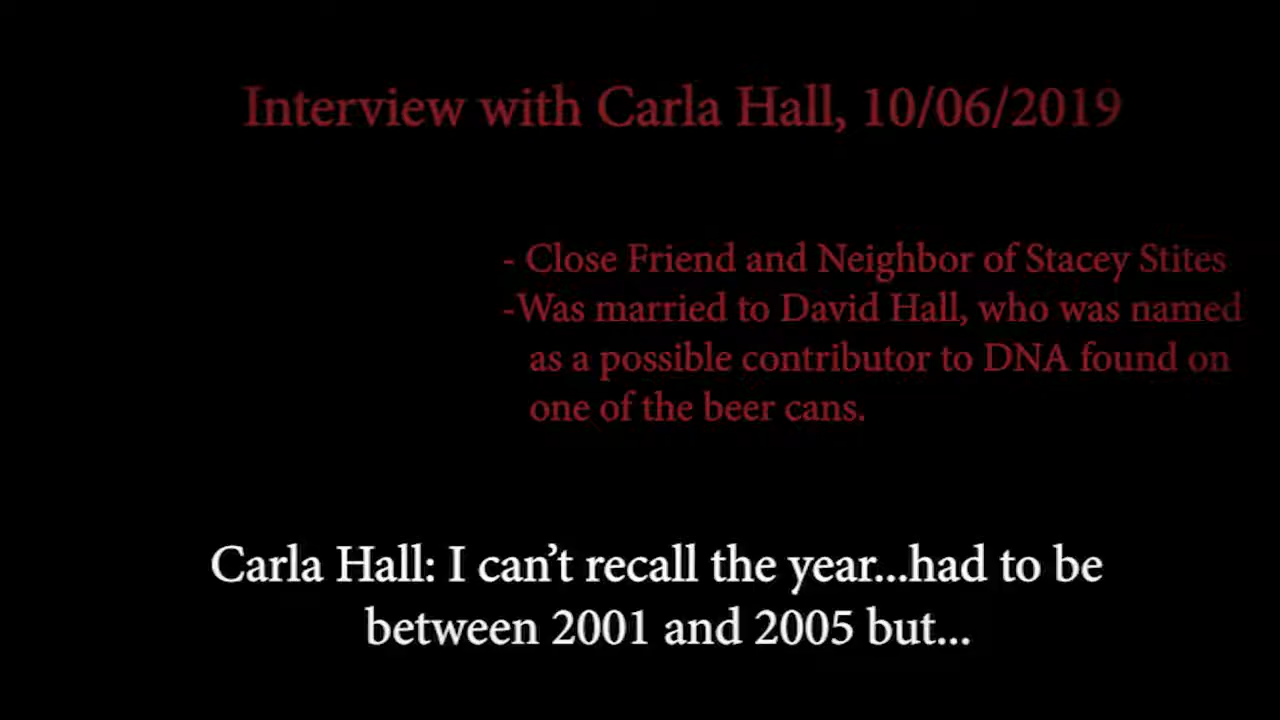 Interview with Carla Hall, 10/06/2019
- Close Friend and Neighbor of Stacey Stites
-Was married to David Hall, who was named
as a possible contributor to DNA found on
one of the beer cans.
Carla Hall: I can’t recall the year...had to be
between 2001 and 2005 but...